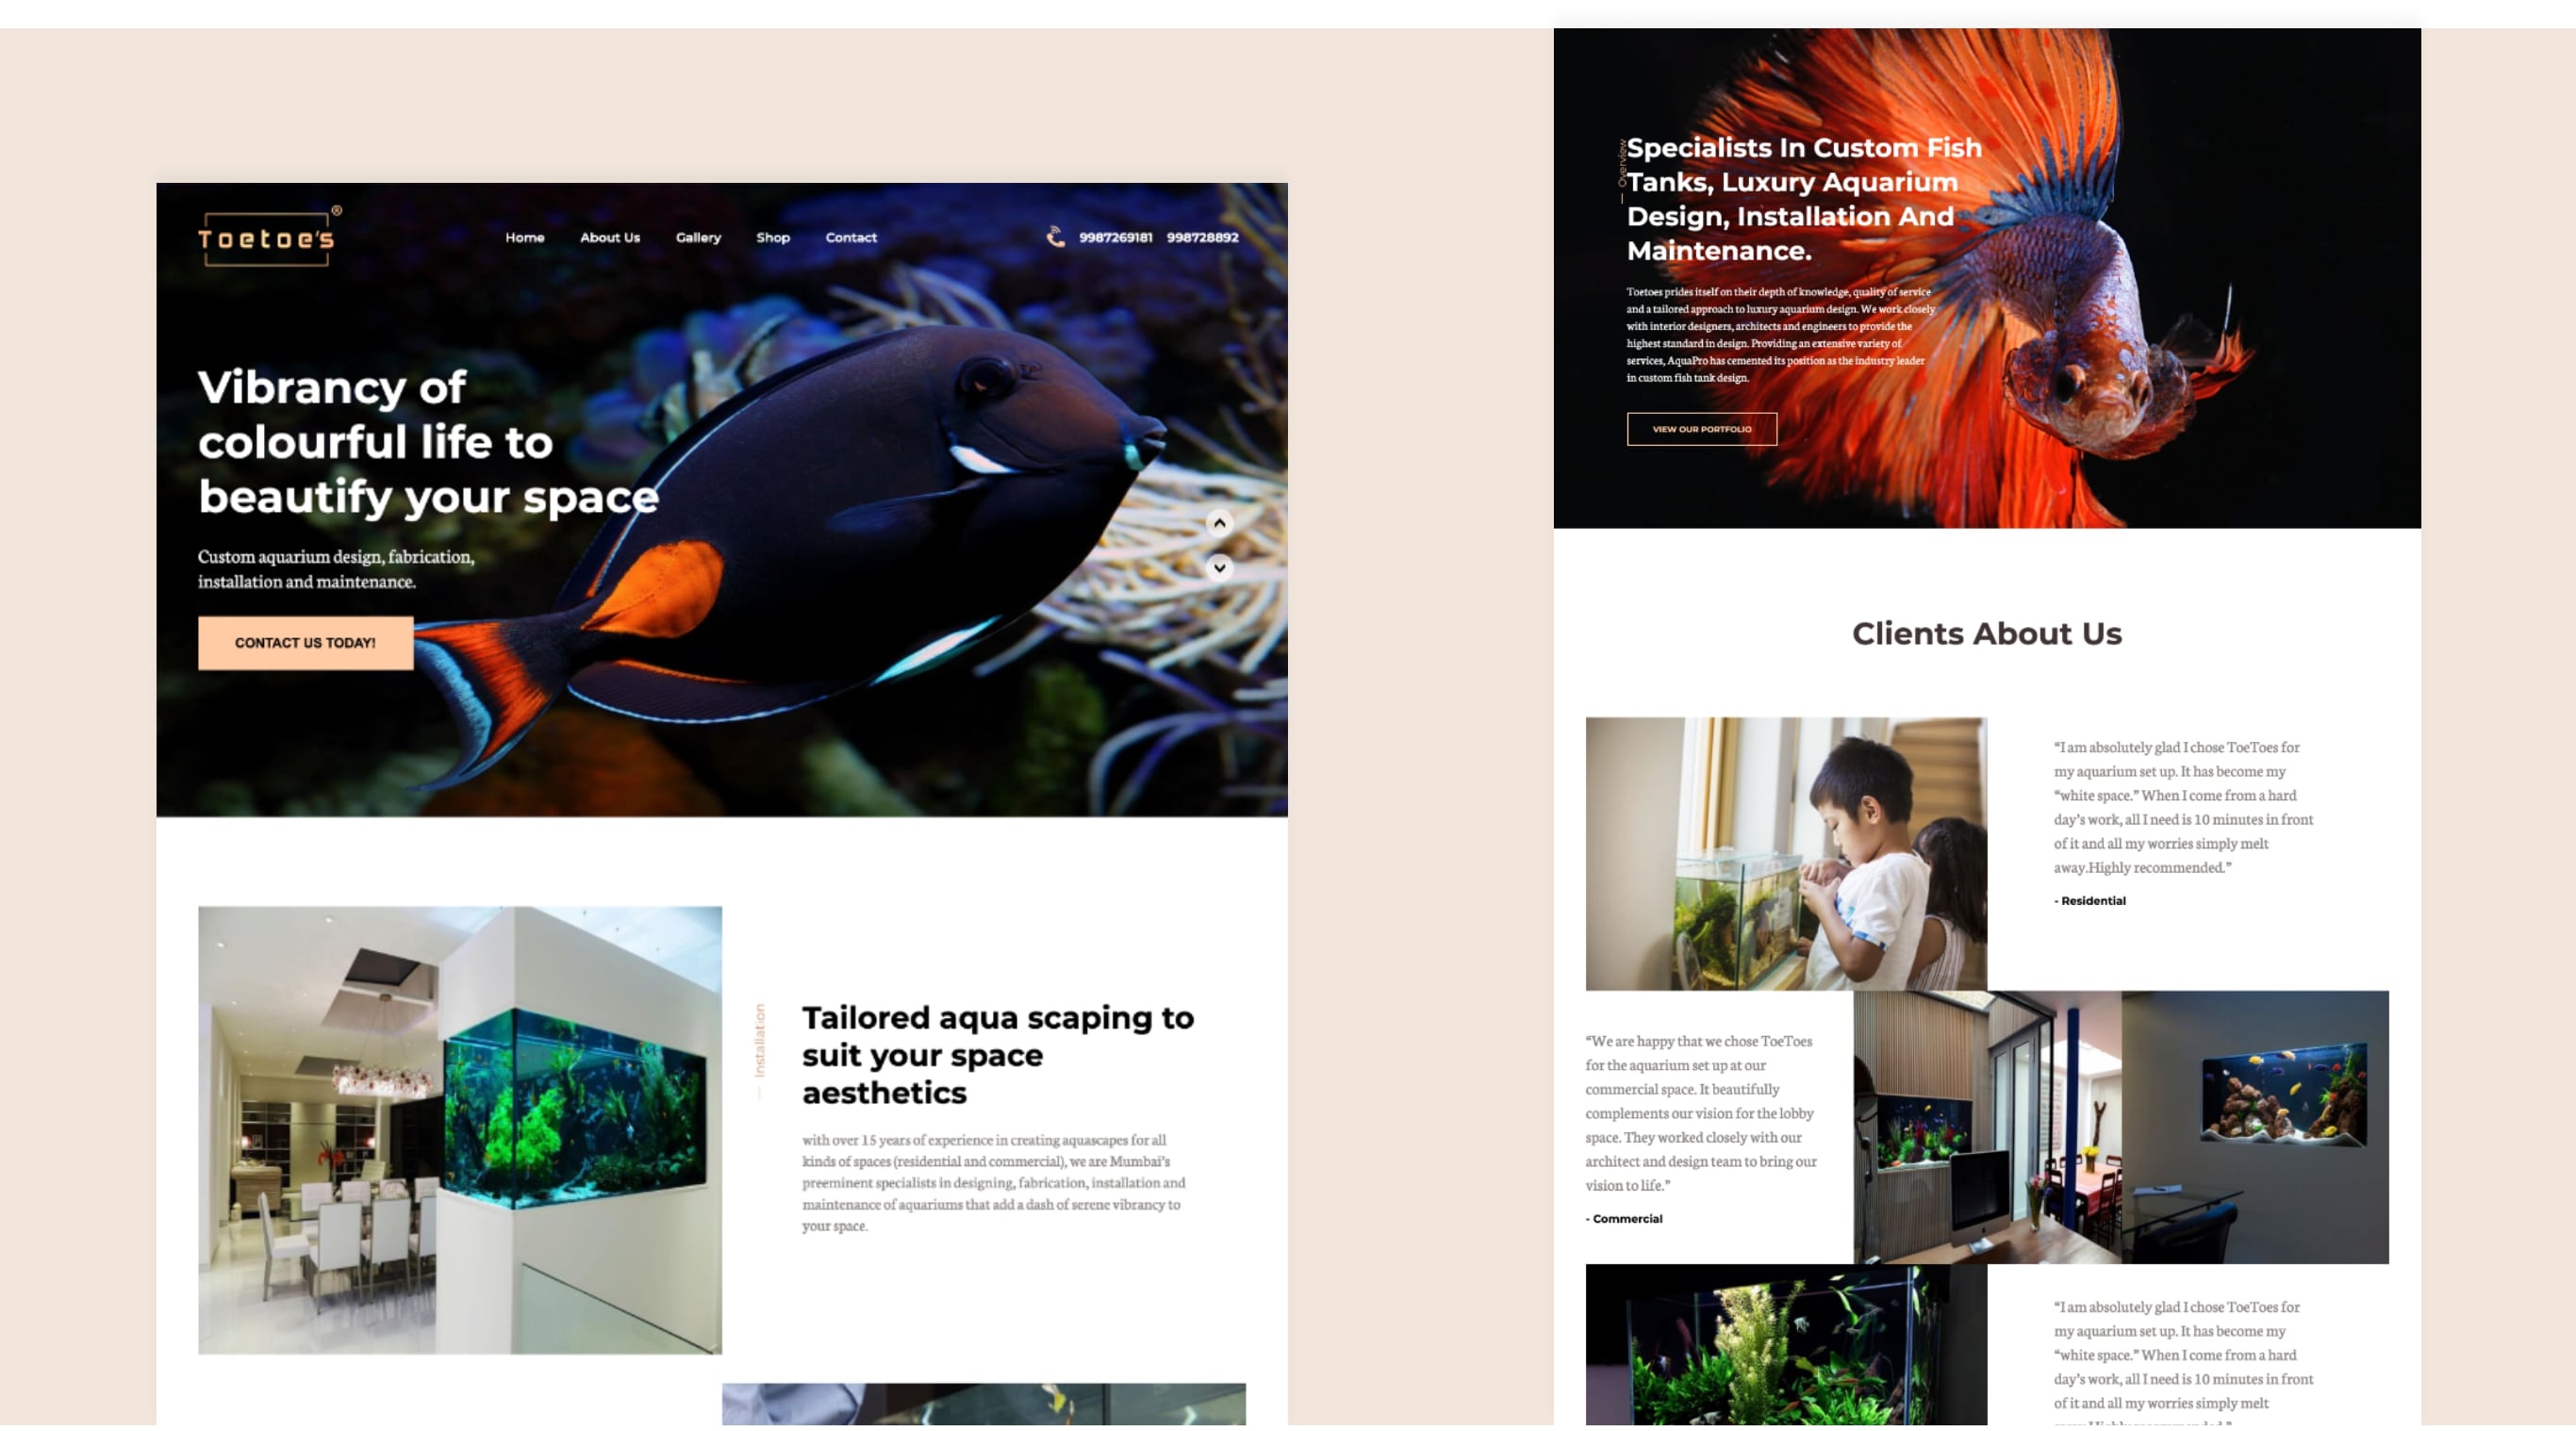 Toetoe's®
Home About Us Gallery Shop Contact
9987269181 998728892
Vibrancy of
colourful life to
beautify your space
Custom aquarium design, fabrication,
installation and maintenance.
CONTACT US TODAY!
Installation
Tailored aqua scaping to
suit your space
aesthetics
with over 15 years of experience in creating aquascapes for all
kinds of spaces (residential and commercial), we are Mumbai's
preeminent specialists in designing, fabrication, installation and
maintenance of aquariums that add a dash of serene vibrancy to
your space.
Overview
Specialists In Custom Fish
Tanks, Luxury Aquarium
Design, Installation And
Maintenance.
Toetoes prides itself on their depth of knowledge, quality of service
and a tailored approach to luxury aquarium design. We work closely
with interior designers, architects and engineers to provide the
highest standard in design. Providing an extensive variety of
services, AquaPro has cemented its position as the industry leader
in custom fish tank design.
VIEW OUR PORTFOLIO
Clients About Us
“I am absolutely glad I chose ToeToes for
my aquarium set up. It has become my
“white space.” When I come from a hard
day's work, all I need is 10 minutes in front
of it and all my worries simply melt
away.Highly recommended.”
- Residential
“We are happy that we chose ToeToes
for the aquarium set up at our
commercial space. It beautifully
complements our vision for the lobby
space. They worked closely with our
architect and design team to bring our
vision to life.”
- Commercial
“I am absolutely glad I chose ToeToes for
my aquarium set up. It has become my
“white space.” When I come from a hard
day's work, all I need is 10 minutes in front
of it and all my worries simply melt